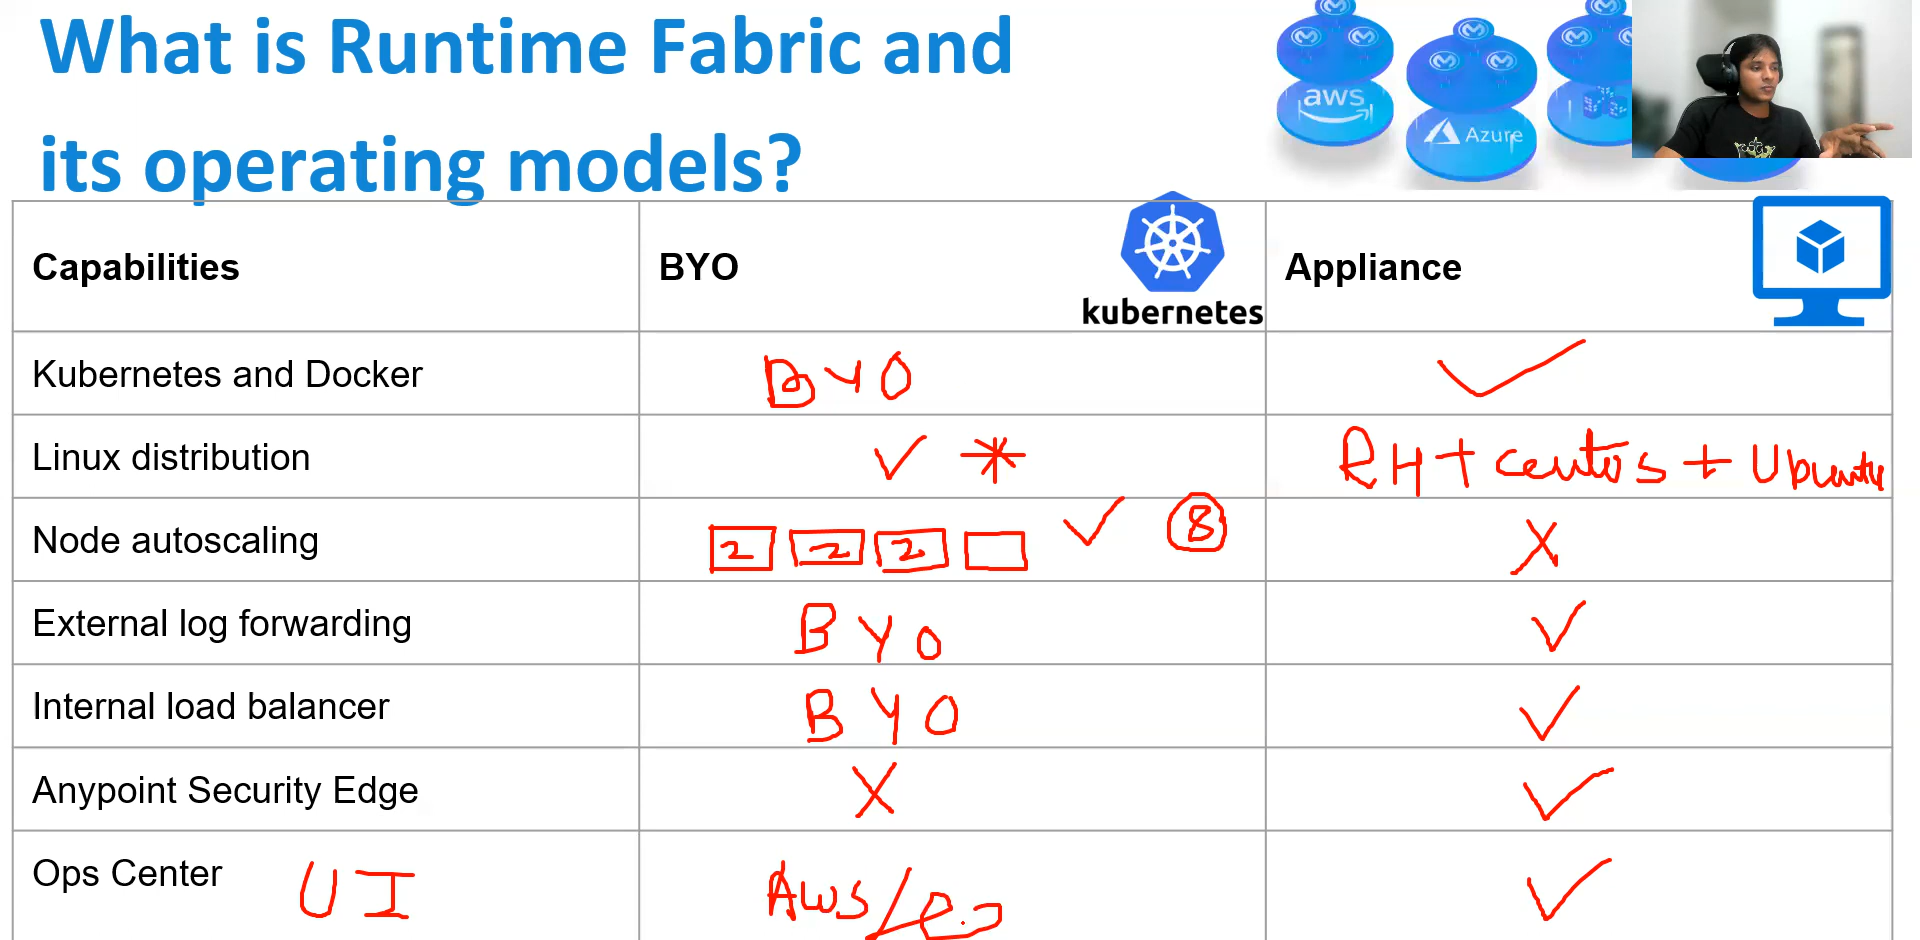 What is Runtime Fabric and
its operating models?
aws
Azure
Capabilities
BYO
kubernetes
Appliance
Kubernetes and Docker
BYO
Linux distribution
RH + centos + Ubuntu
Node autoscaling
2 2 2
8
External log forwarding
BYO
Internal load balancer
BYO
Anypoint Security Edge
X
X
Ops Center UI
Aws/